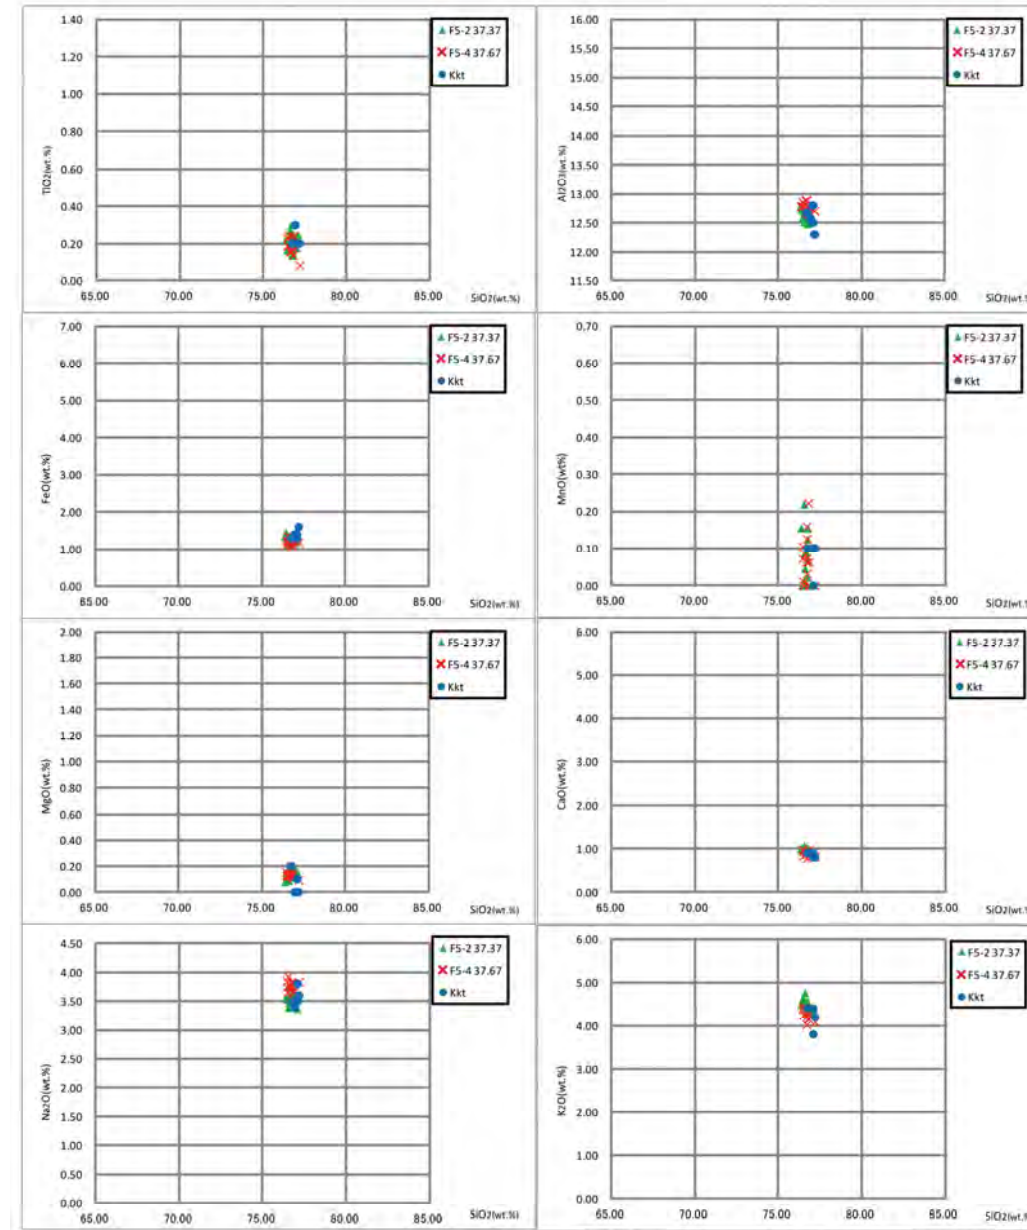 1.40
1.20
1.00
0.80
0.60
0.40
0.20
0.00
TiO2(wt.%)
65.00 70.00 75.00 80.00 85.00
SiO2(wt.%)
F5-2 37.37
F5-4 37.67
Kkt
16.00
15.50
15.00
14.50
14.00
13.50
13.00
12.50
12.00
11.50
Al2O3(wt.%)
65.00 70.00 75.00 80.00 85.00
SiO2(wt.%
F5-2 37.37
F5-4 37.67
Kkt
7.00
6.00
5.00
4.00
3.00
2.00
1.00
0.00
FeO(wt.%)
65.00 70.00 75.00 80.00 85.00
SiO2(wt.%)
F5-2 37.37
F5-4 37.67
Kkt
0.70
0.60
0.50
0.40
0.30
0.20
0.10
0.00
MnO(wt%)
65.00 70.00 75.00 80.00 85.00
SiO2(wt.%
F5-2 37.37
F5-4 37.67
Kkt
2.00
1.80
1.60
1.40
1.20
1.00
0.80
0.60
0.40
0.20
0.00
MgO(wt.%)
65.00 70.00 75.00 80.00 85.00
SiO2(wt.%)
F5-2 37.37
F5-4 37.67
Kkt
6.00
5.00
4.00
3.00
2.00
1.00
0.00
CaO(wt.%)
65.00 70.00 75.00 80.00 85.00
SiO2(wt.%
F5-2 37.37
F5-4 37.67
Kkt
4.50
4.00
3.50
3.00
2.50
2.00
1.50
1.00
0.50
0.00
Na2O(wt.%)
65.00 70.00 75.00 80.00 85.00
SiO2(wt.%)
F5-2 37.37
F5-4 37.67
Kkt
6.00
5.00
4.00
3.00
2.00
1.00
0.00
K2O(wt.%)
65.00 70.00 75.00 80.00 85.00
SiO2(wt.%
F5-2 37.37
F5-4 37.67
Kkt